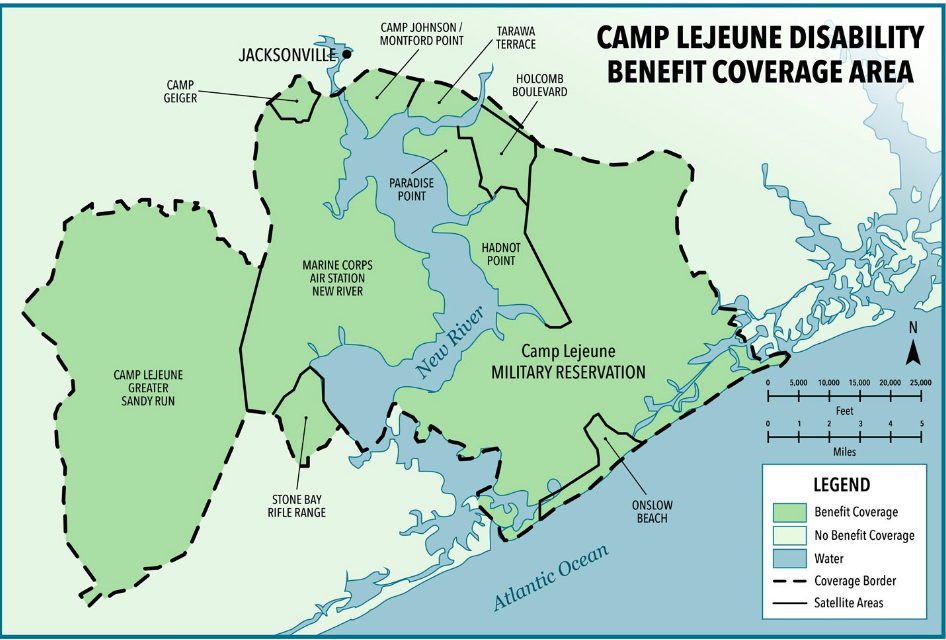 CAMP LEJEUNE DISABILITY
BENEFIT COVERAGE AREA
JACKSONVILLE
CAMP JOHNSON /
MONTFORD POINT
TARAWA
TERRACE
HOLCOMB
BOULEVARD
CAMP
GEIGER
PARADISE
POINT
HADNOT
POINT
MARINE CORPS
AIR STATION
NEW RIVER
New River
Camp Lejeune
MILITARY RESERVATION
CAMP LEJEUNE
GREATER
SANDY RUN
STONE BAY
RIFLE RANGE
ONSLOW
BEACH
Atlantic Ocean
N
0 5,000 10,000 15,000 20,000 25,000
Feet
0 1 2 3 4 5
Miles
LEGEND
Benefit Coverage
No Benefit Coverage
Water
Coverage Border
Satellite Areas